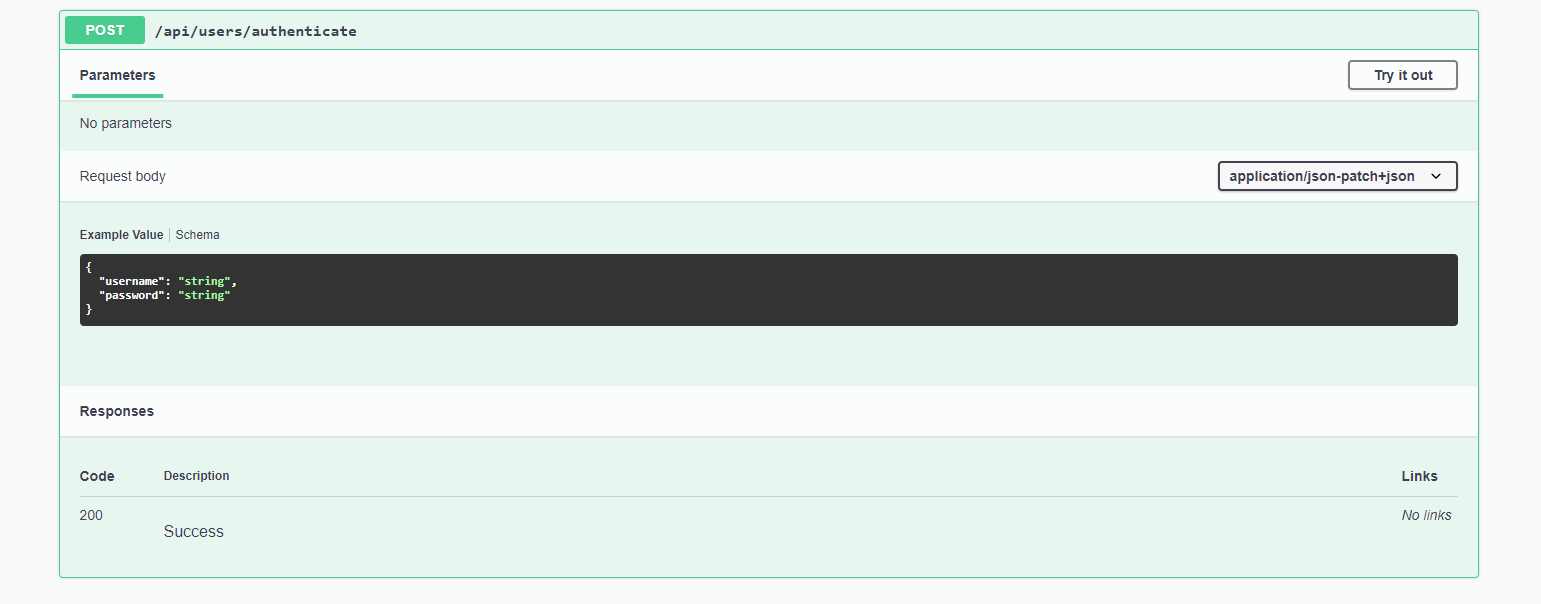 POST /api/users/authenticate
Parameters Try it out
No parameters
Request body application/json-patch+json
Example Value | Schema
{
  "username": "string",
  "password": "string"
}
Responses
Code Description Links
200 Success No links